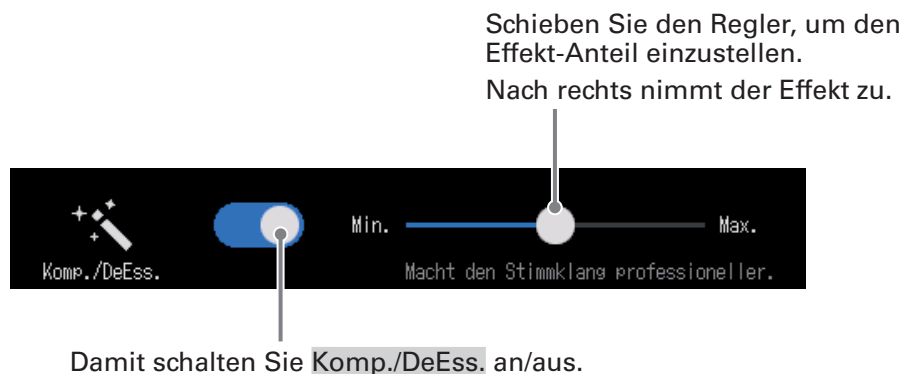 Schieben Sie den Regler, um den
Effekt-Anteil einzustellen.
Nach rechts nimmt der Effekt zu.
Min.
Max.
Komp./DeEss.
Macht den Stimmklang professioneller.
Damit schalten Sie Komp./DeEss. an/aus.